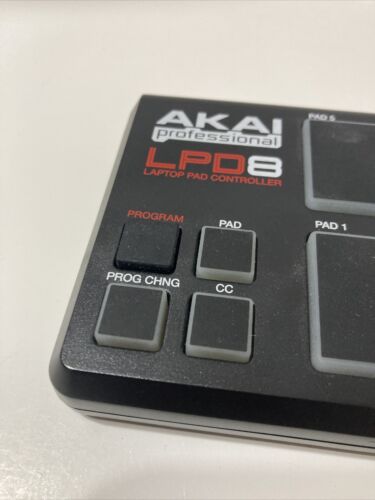 AKAI
professional
LPD8
LAPTOP PAD CONTROLLER
PAD 5
PROGRAM
PAD
PAD 1
PROG CHNG
CC